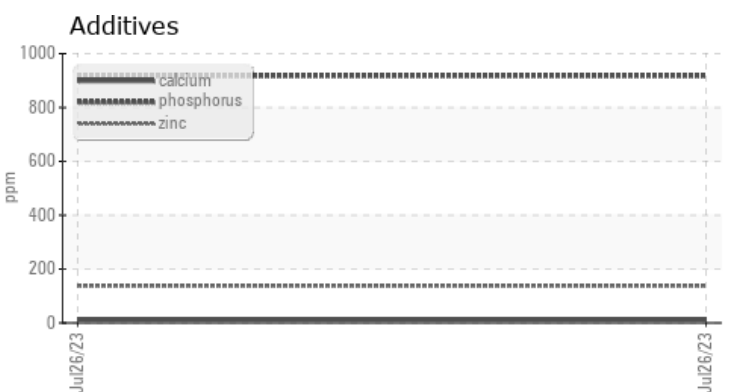 Additives
1000
800
600
400
200
0
ppm
calcium
phosphorus
zinc
Jul26/23
Jul26/23